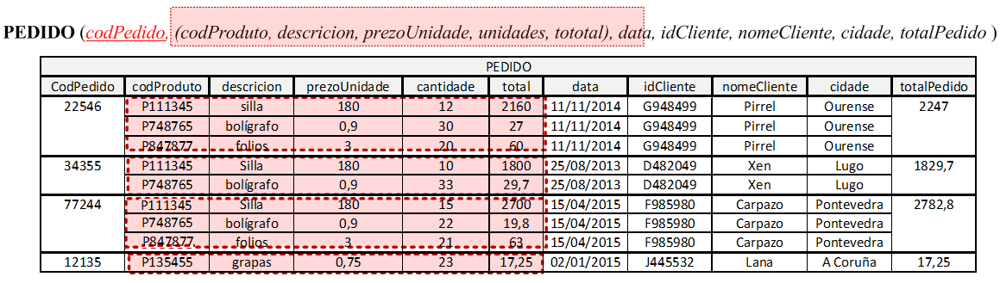 PEDIDO (codPedido, (codProduto, descricion, prezoUnidade, unidades, tototal), data, idCliente, nomeCliente, cidade, totalPedido )
PEDIDO
CodPedido codProduto descricion prezoUnidade cantidade total data idCliente nomeCliente cidade totalPedido
22546 P111345 silla 180 12 2160 11/11/2014 G948499 Pirrel Ourense 2247
P748765 bolígrafo 0,9 30 27 11/11/2014 G948499 Pirrel Ourense
P847877 folios 3 20 60 11/11/2014 G948499 Pirrel Ourense
34355 P111345 Silla 180 10 1800 25/08/2013 D482049 Xen Lugo 1829,7
P748765 bolígrafo 0,9 33 29,7 25/08/2013 D482049 Xen Lugo
77244 P111345 Silla 180 15 2700 15/04/2015 F985980 Carpazo Pontevedra 2782,8
P748765 bolígrafo 0,9 22 19,8 15/04/2015 F985980 Carpazo Pontevedra
P847877 folios 3 21 63 15/04/2015 F985980 Carpazo Pontevedra
12135 P135455 grapas 0,75 23 17,25 02/01/2015 J445532 Lana A Coruña 17,25